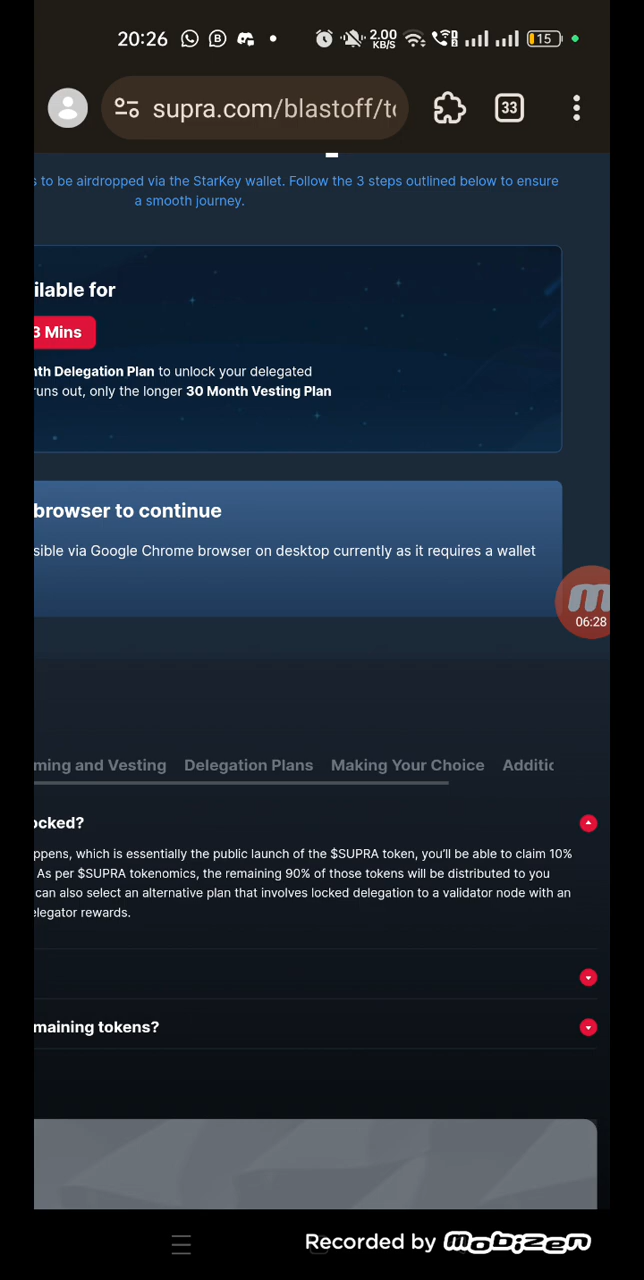 20:26
2.00
KB/S
15
supra.com/blastoff/t
33
s to be airdropped via the StarKey wallet. Follow the 3 steps outlined below to ensure
a smooth journey.
ilable for
3 Mins
nth Delegation Plan to unlock your delegated
runs out, only the longer 30 Month Vesting Plan
browser to continue
sible via Google Chrome browser on desktop currently as it requires a wallet
06:28
ming and Vesting Delegation Plans Making Your Choice Additic
ocked?
ppens, which is essentially the public launch of the $SUPRA token, you'll be able to claim 10%
As per $SUPRA tokenomics, the remaining 90% of those tokens will be distributed to you
can also select an alternative plan that involves locked delegation to a validator node with an
elegator rewards.
maining tokens?
Recorded by mobizen